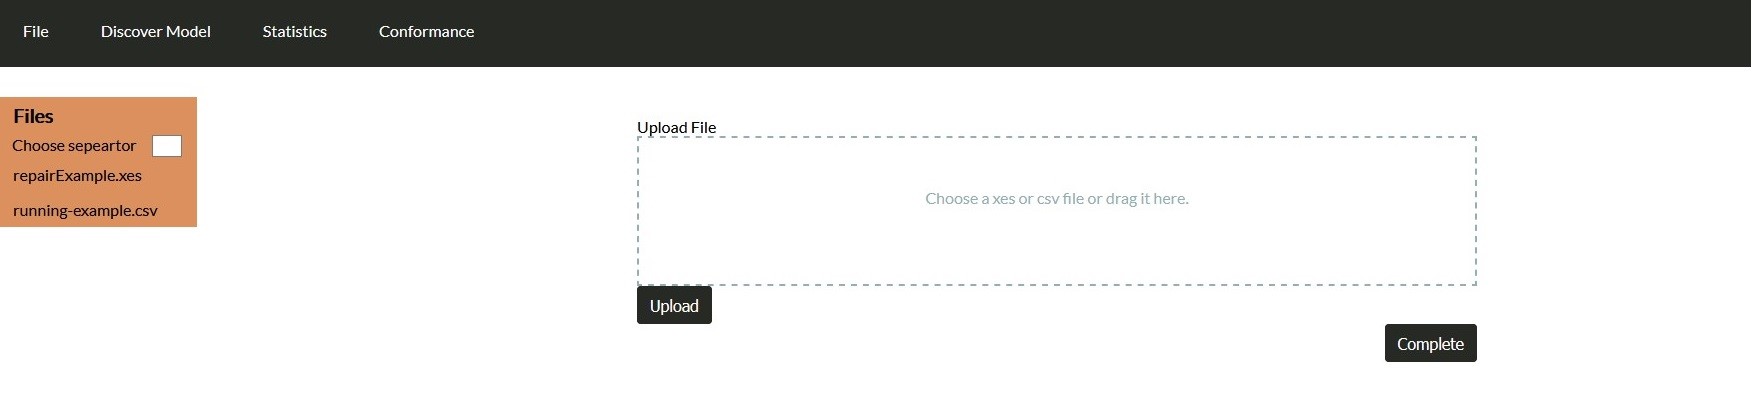 File Discover Model Statistics Conformance
Files
Choose sepeartor
repairExample.xes
running-example.csv
Upload File
Choose a xes or csv file or drag it here.
Upload
Complete